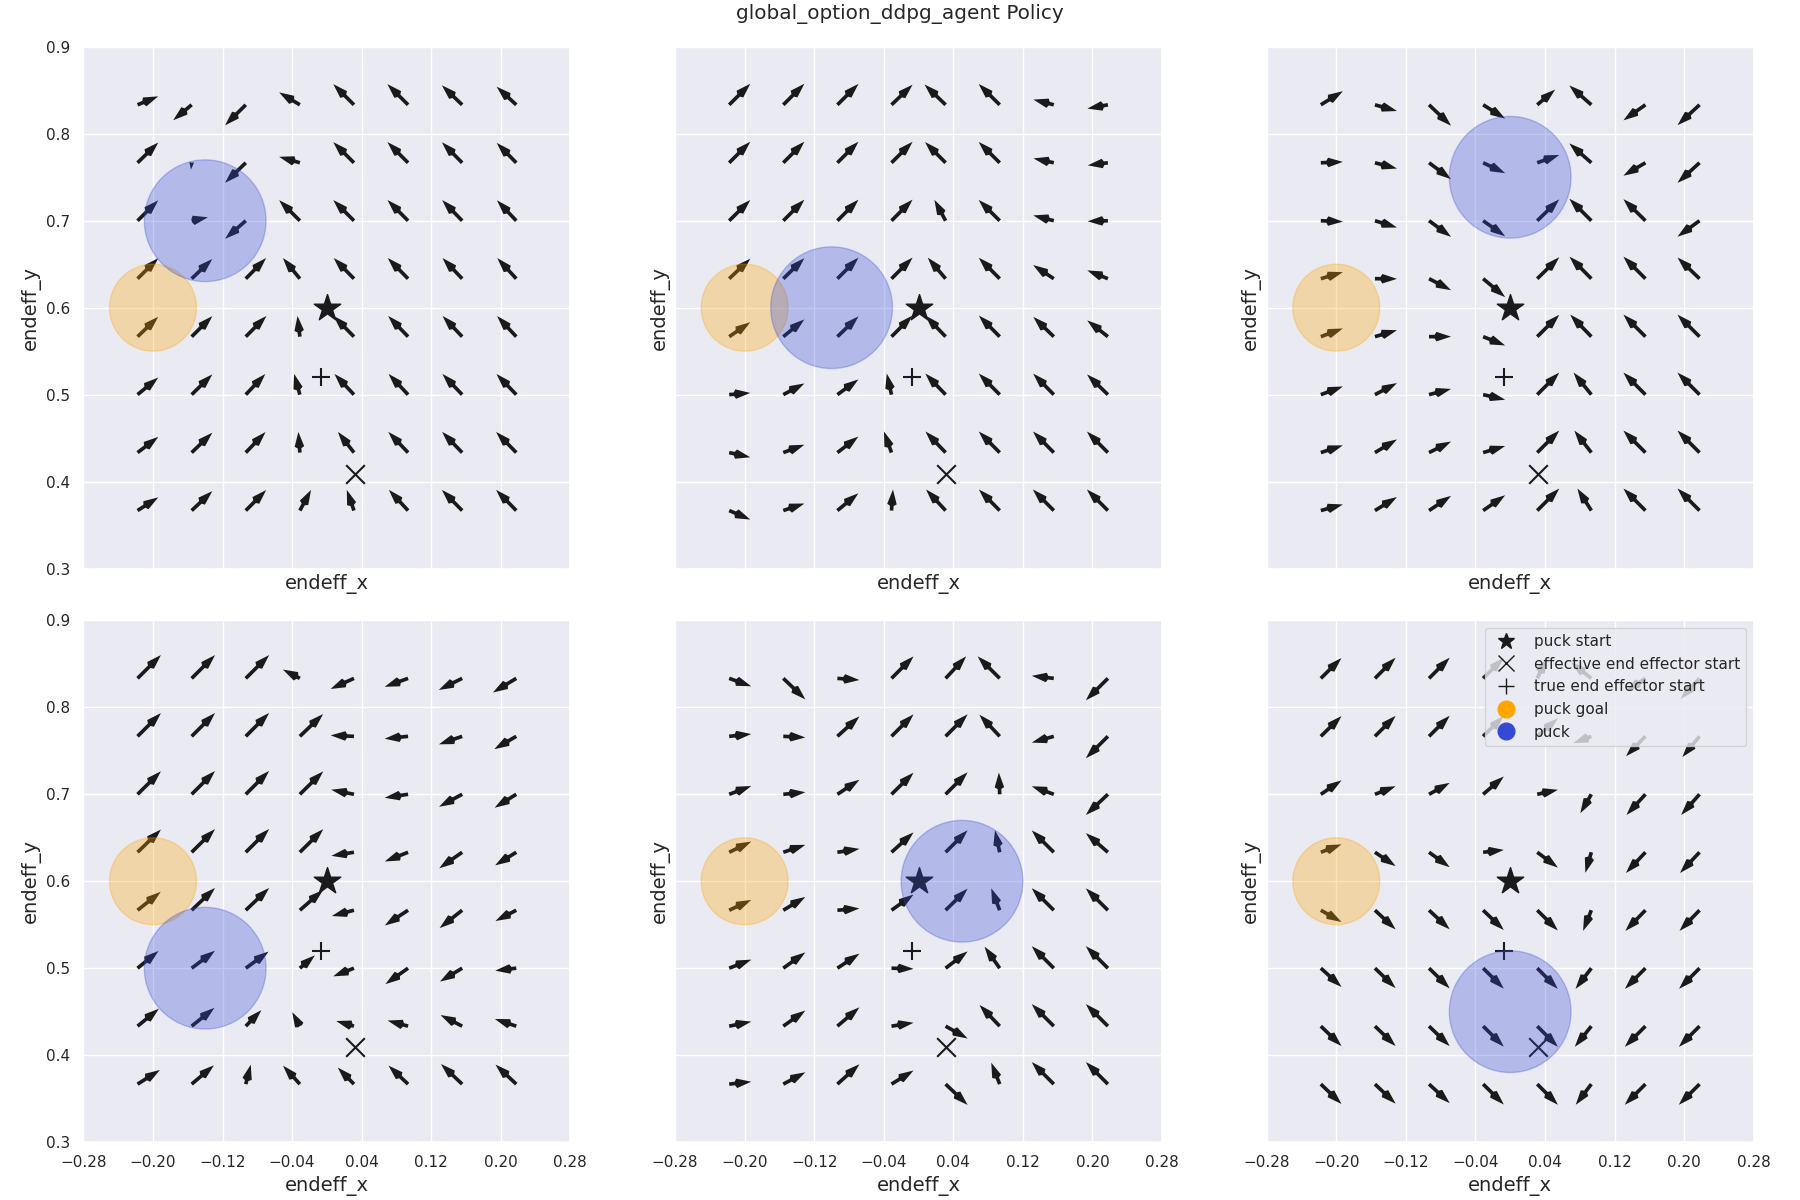 global_option_ddpg_agent Policy
0.9
0.8
0.7
0.6
0.5
0.4
0.3
endeff_y
endeff_x
endeff_y
endeff_x
endeff_y
endeff_x
0.9
0.8
0.7
0.6
0.5
0.4
0.3
endeff_y
−0.28 −0.20 −0.12 −0.04 0.04 0.12 0.20 0.28
endeff_x
endeff_y
−0.28 −0.20 −0.12 −0.04 0.04 0.12 0.20 0.28
endeff_x
endeff_y
puck start
effective end effector start
true end effector start
puck goal
puck
−0.28 −0.20 −0.12 −0.04 0.04 0.12 0.20 0.28
endeff_x